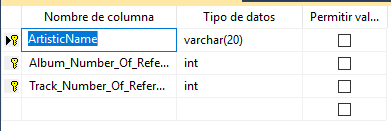 Nombre de columna Tipo de datos Permitir val...
ArtisticName varchar(20)
Album_Number_Of_Refe... int
Track_Number_Of_Refer... int